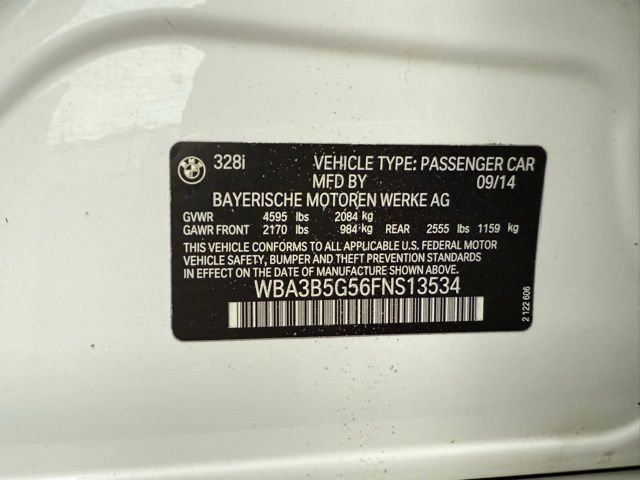 BMW 328i VEHICLE TYPE: PASSENGER CAR
MFD BY 09/14
BAYERISCHE MOTOREN WERKE AG
GVWR 4595 lbs 2084 kg
GAWR FRONT 2170 lbs 984 kg REAR 2555 lbs 1159 kg
THIS VEHICLE CONFORMS TO ALL APPLICABLE U.S. FEDERAL MOTOR
VEHICLE SAFETY, BUMPER AND THEFT PREVENTION STANDARDS
IN EFFECT ON THE DATE OF MANUFACTURE SHOWN ABOVE.
WBA3B5G56FNS13534
2 122 606